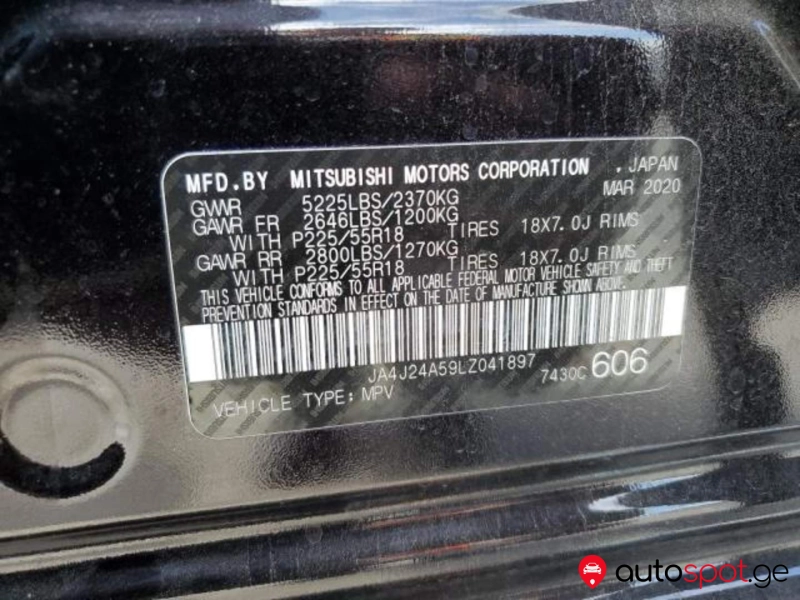 MFD.BY MITSUBISHI MOTORS CORPORATION , JAPAN
MAR 2020
GVWR 5225LBS/2370KG
GAWR FR 2646LBS/1200KG
WITH P225/55R18 TIRES 18X7.0J RIMS
GAWR RR 2800LBS/1270KG
WITH P225/55R18 TIRES 18X7.0J RIMS
THIS VEHICLE CONFORMS TO ALL APPLICABLE FEDERAL MOTOR VEHICLE SAFETY AND THEFT
PREVENTION STANDARDS IN EFFECT ON THE DATE OF MANUFACTURE SHOWN ABOVE.
JA4J24A59LZ041897 7430C 606
VEHICLE TYPE: MPV
autospot.ge